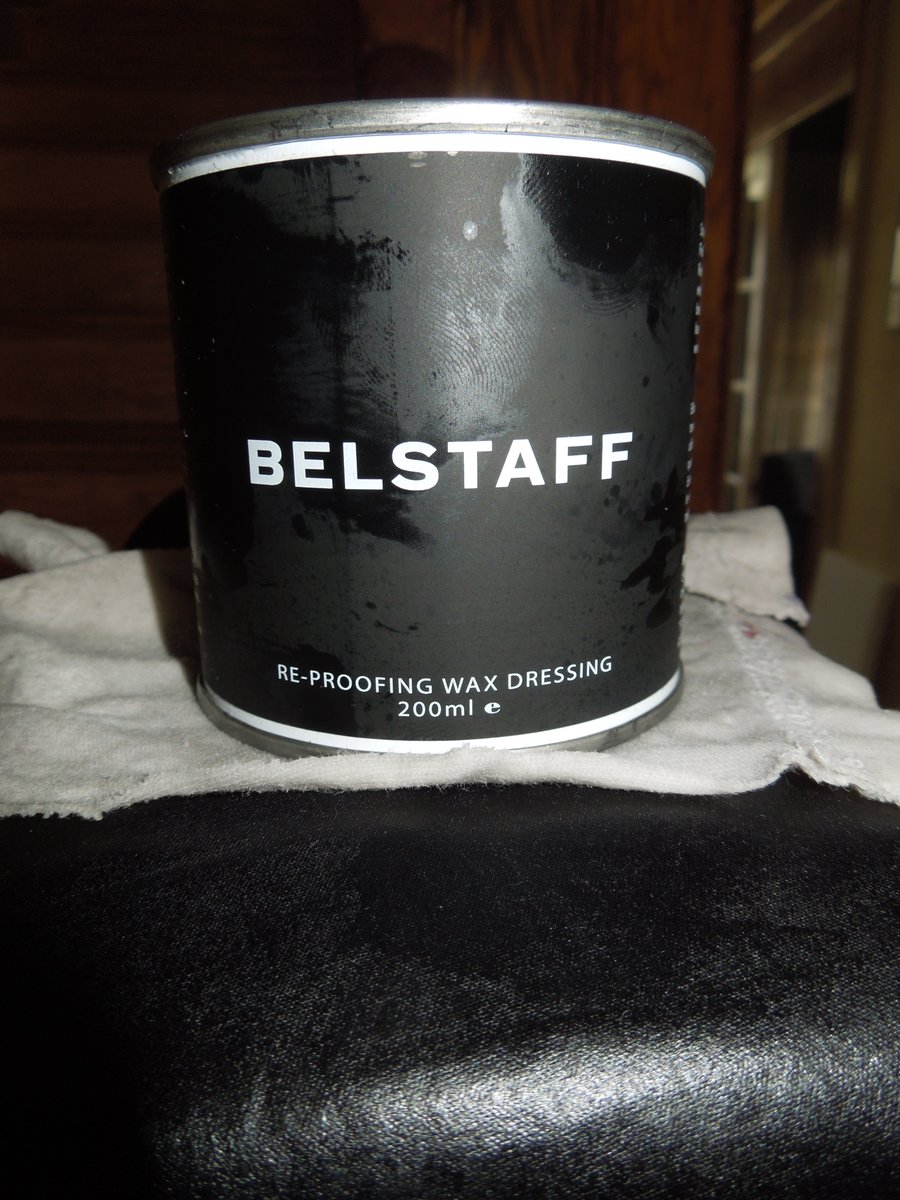 BELSTAFF
RE-PROOFING WAX DRESSING
200ml ℮